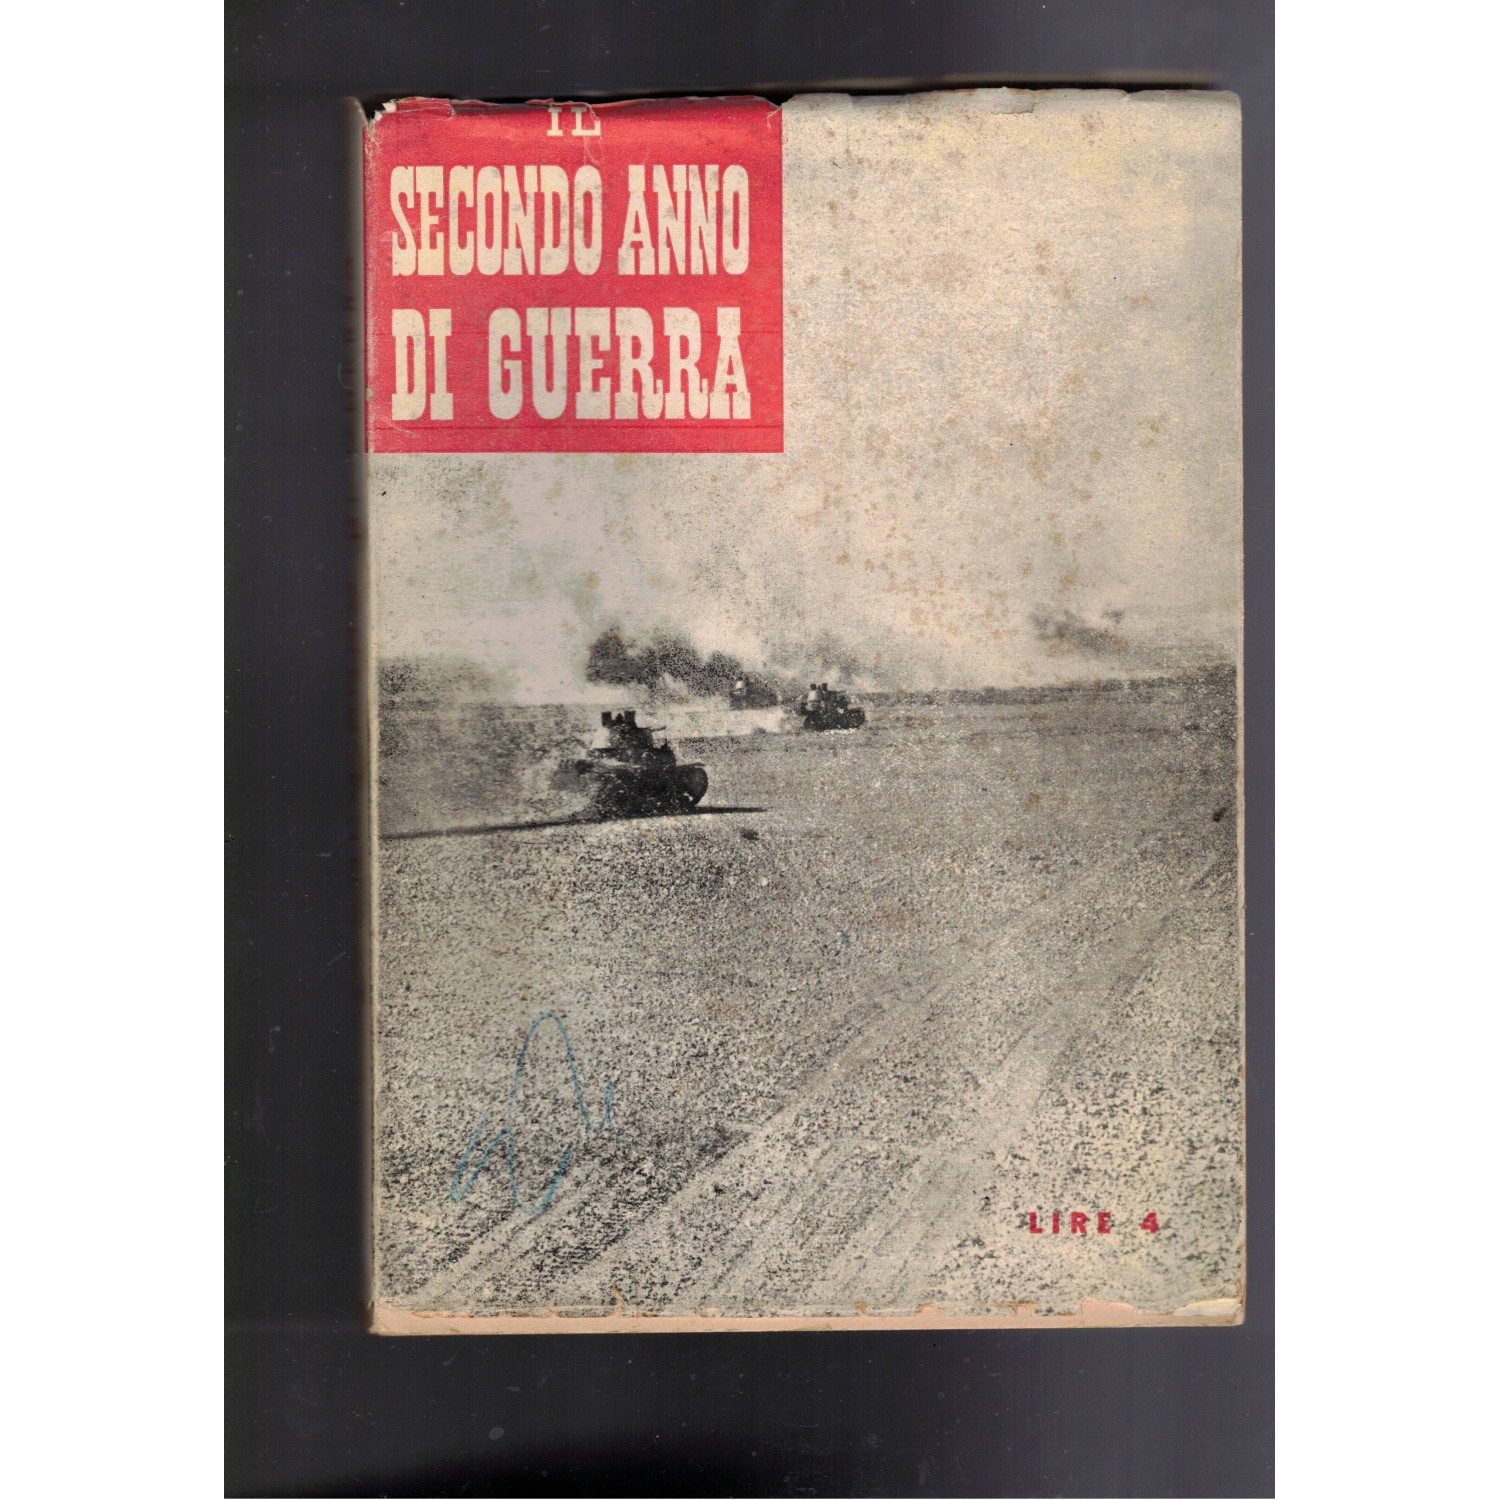 IL
SECONDO ANNO
DI GUERRA
LIRE 4